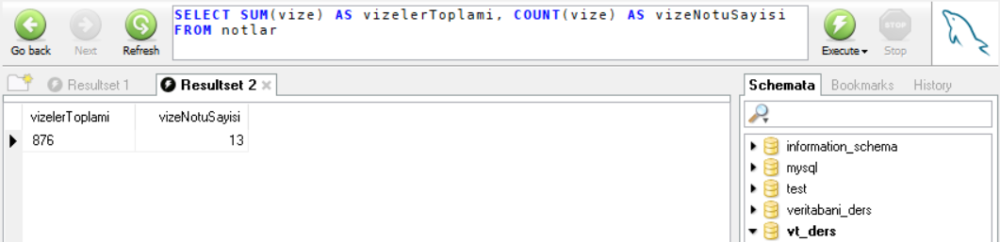 SELECT SUM(vize) AS vizelerToplami, COUNT(vize) AS vizeNotuSayisi
FROM notlar
Go back
Next
Refresh
Execute
STOP
Stop
Resultset 1
Resultset 2
Schemata
Bookmarks
History
vizelerToplami
vizeNotuSayisi
876
13
information_schema
mysql
test
veritabani_ders
vt_ders